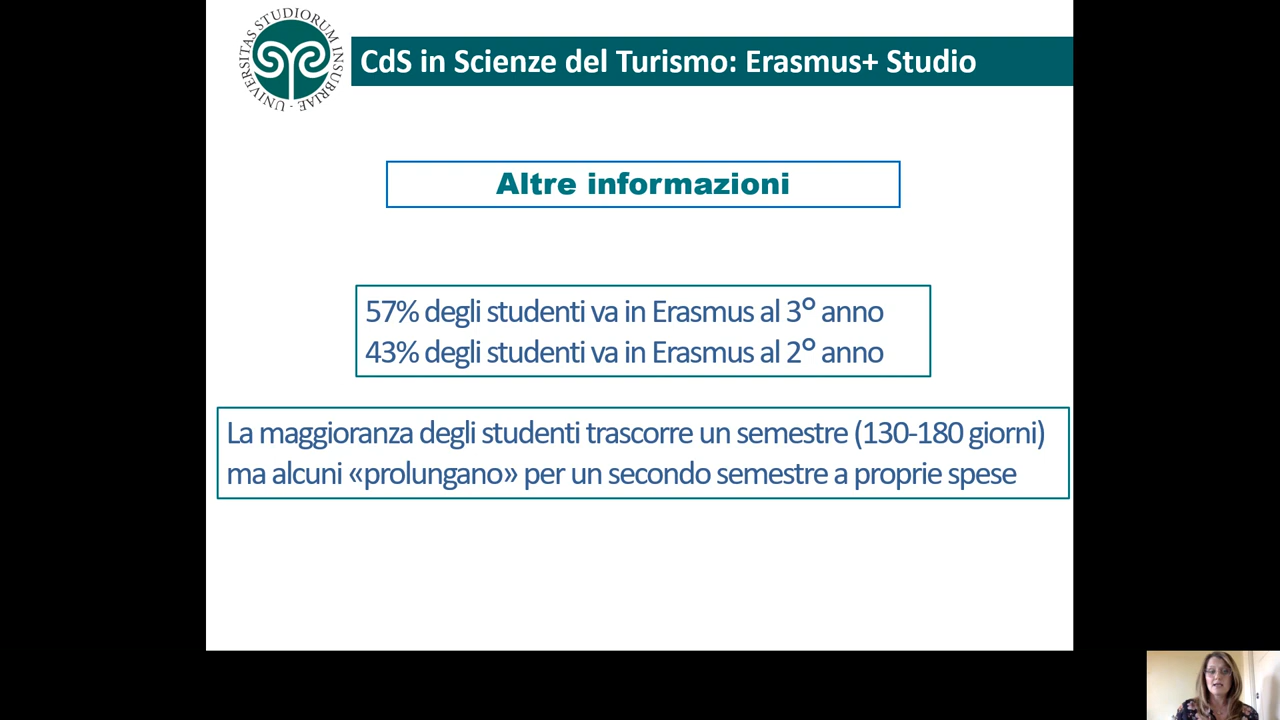 UNIVERSITAS STUDIORUM INSUBRIAE
CdS in Scienze del Turismo: Erasmus+ Studio
Altre informazioni
57% degli studenti va in Erasmus al 3° anno
43% degli studenti va in Erasmus al 2° anno
La maggioranza degli studenti trascorre un semestre (130-180 giorni)
ma alcuni «prolungano» per un secondo semestre a proprie spese